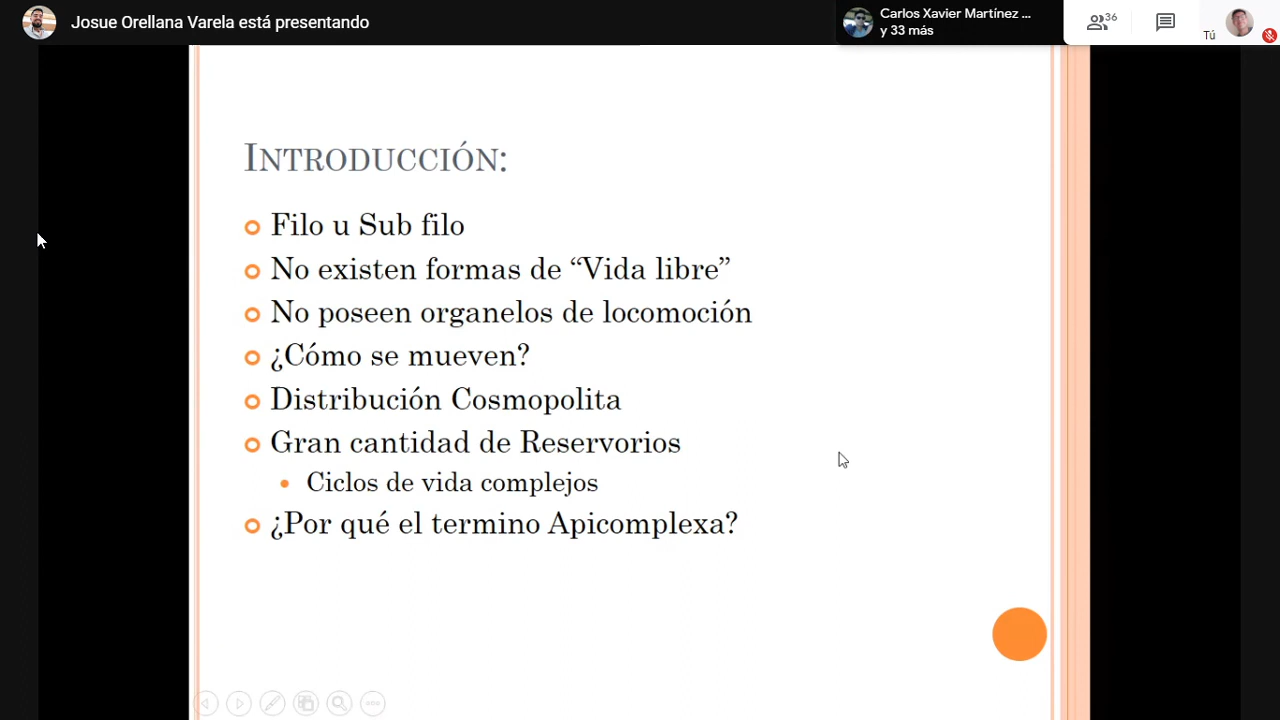 Josue Orellana Varela está presentando
Carlos Xavier Martínez ...
y 33 más
36
Tú
INTRODUCCIÓN:
Filo u Sub filo
No existen formas de “Vida libre”
No poseen organelos de locomoción
¿Cómo se mueven?
Distribución Cosmopolita
Gran cantidad de Reservorios
Ciclos de vida complejos
¿Por qué el termino Apicomplexa?